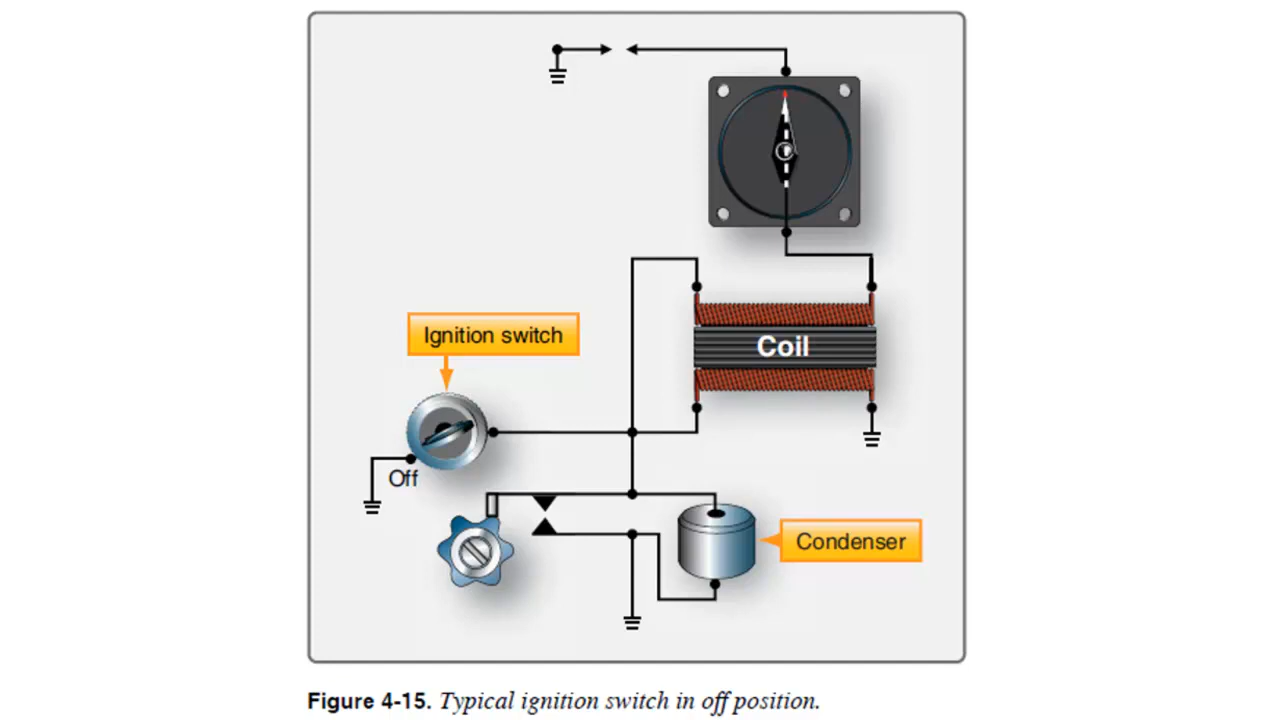 Ignition switch
Coil
Off
Condenser
Figure 4-15. Typical ignition switch in off position.